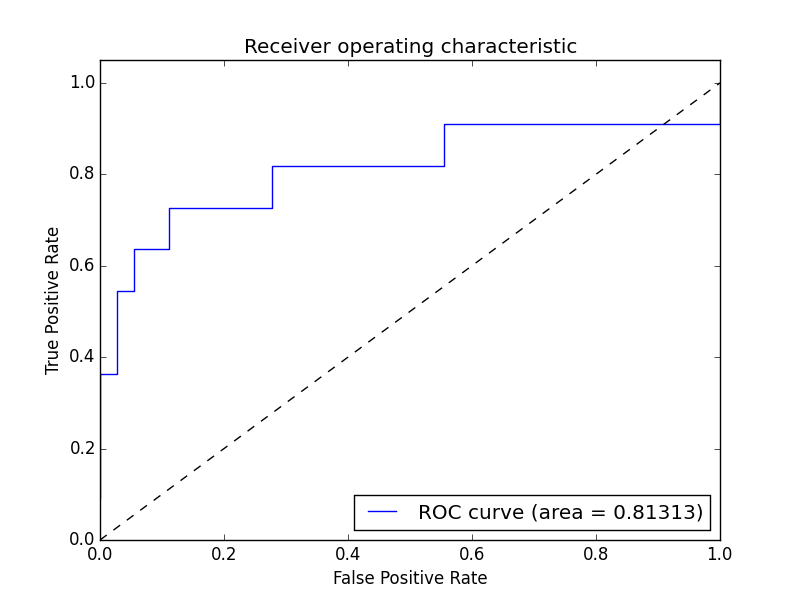 Receiver operating characteristic
1.0
0.8
0.6
0.4
0.2
0.0
True Positive Rate
ROC curve (area = 0.81313)
0.0 0.2 0.4 0.6 0.8 1.0
False Positive Rate